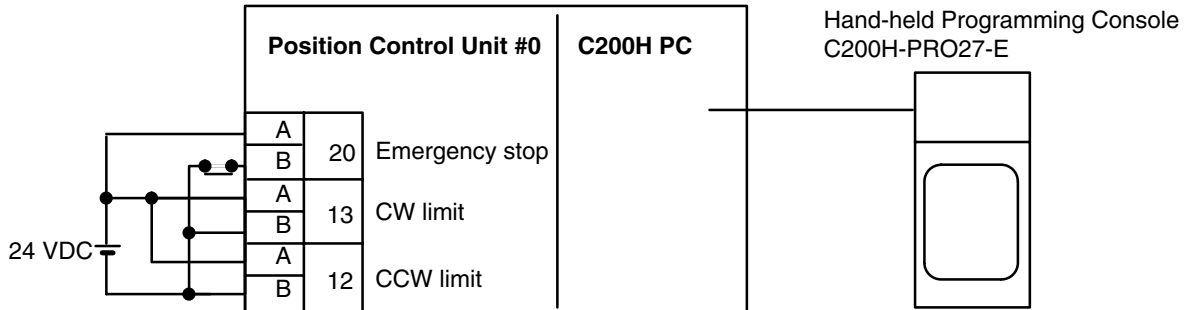 Position Control Unit #0
C200H PC
Hand-held Programming Console
C200H-PRO27-E
A
B
20
Emergency stop
A
B
13
CW limit
24 VDC
A
B
12
CCW limit